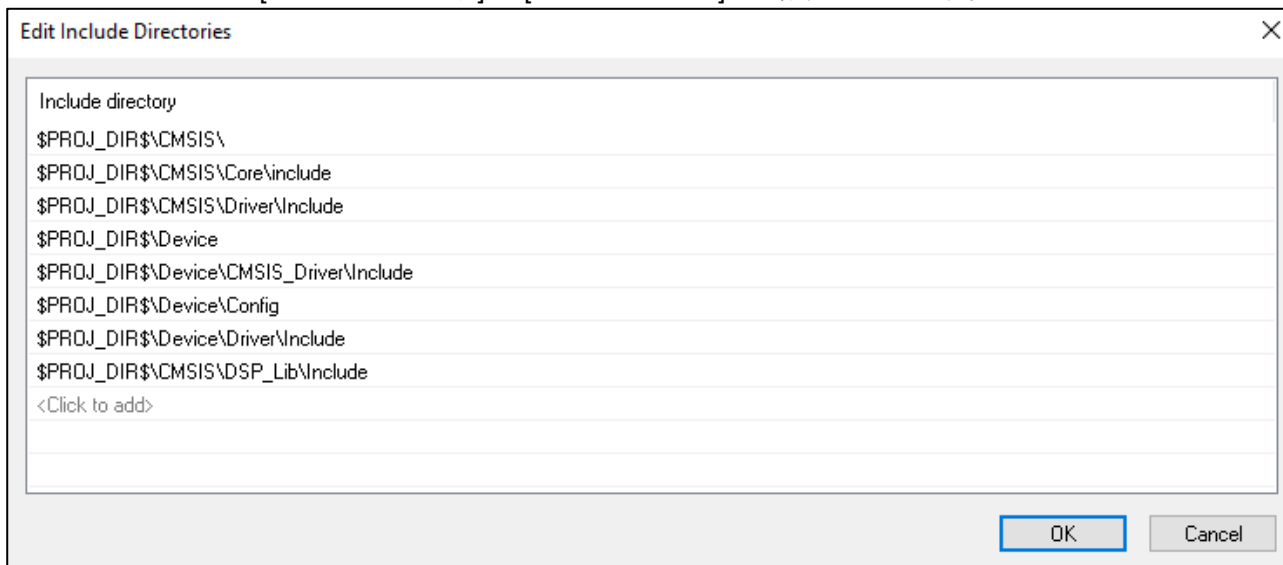 Edit Include Directories
Include directory
$PROJ_DIR$\CMSIS\
$PROJ_DIR$\CMSIS\Core\include
$PROJ_DIR$\CMSIS\Driver\Include
$PROJ_DIR$\Device
$PROJ_DIR$\Device\CMSIS_Driver\Include
$PROJ_DIR$\Device\Config
$PROJ_DIR$\Device\Driver\Include
$PROJ_DIR$\CMSIS\DSP_Lib\Include
<Click to add>
OK Cancel